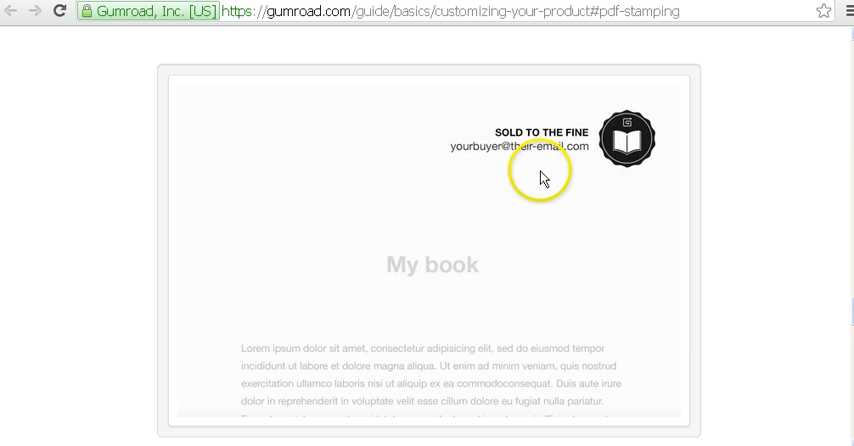 Gumroad, Inc. [US] https://gumroad.com/guide/basics/customizing-your-product#pdf-stamping
SOLD TO THE FINE
yourbuyer@their-email.com
My book
Lorem ipsum dolor sit amet, consectetur adipisicing elit, sed do eiusmod tempor
incididunt ut labore et dolore magna aliqua. Ut enim ad minim veniam, quis nostrud
exercitation ullamco laboris nisi ut aliquip ex ea commodoconsequat. Duis aute irure
dolor in reprehenderit in voluptate velit esse cillum dolore eu fugiat nulla pariatur.